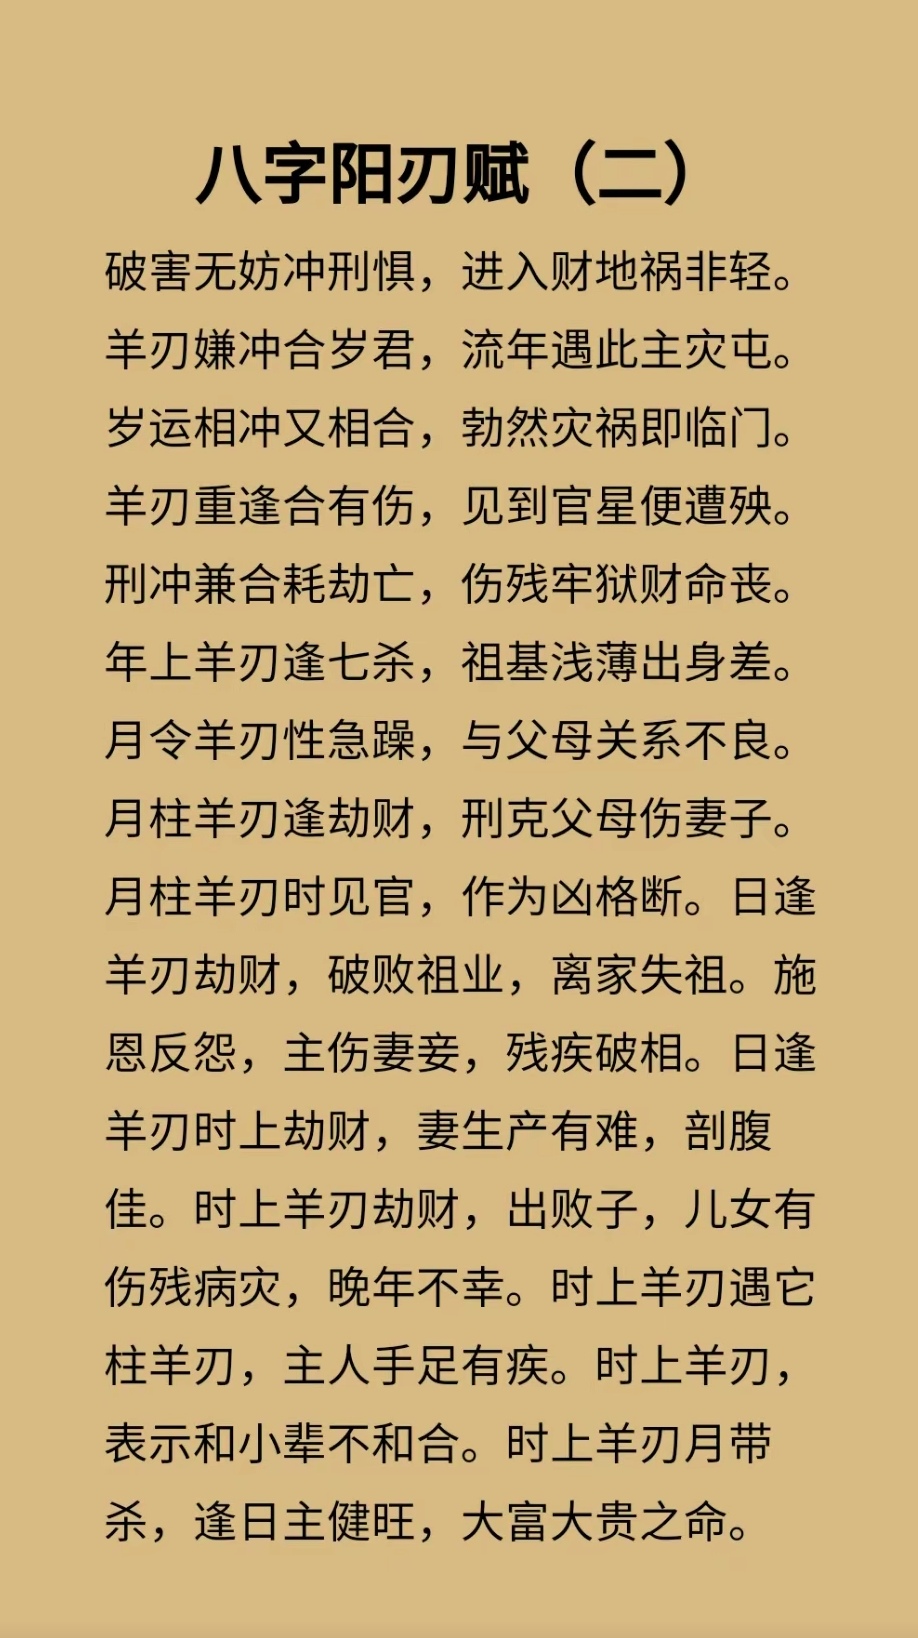 八字阳刃赋（二）
破害无妨冲刑惧，进入财地祸非轻。
羊刃嫌冲合岁君，流年遇此主灾屯。
岁运相冲又相合，勃然灾祸即临门。
羊刃重逢合有伤，见到官星便遭殃。
刑冲兼合耗劫亡，伤残牢狱财命丧。
年上羊刃逢七杀，祖基浅薄出身差。
月令羊刃性急躁，与父母关系不良。
月柱羊刃逢劫财，刑克父母伤妻子。
月柱羊刃时见官，作为凶格断。日逢
羊刃劫财，破败祖业，离家失祖。施
恩反怨，主伤妻妾，残疾破相。日逢
羊刃时上劫财，妻生产有难，剖腹
佳。时上羊刃劫财，出败子，儿女有
伤残病灾，晚年不幸。时上羊刃遇它
柱羊刃，主人手足有疾。时上羊刃，
表示和小辈不和合。时上羊刃月带
杀，逢日主健旺，大富大贵之命。